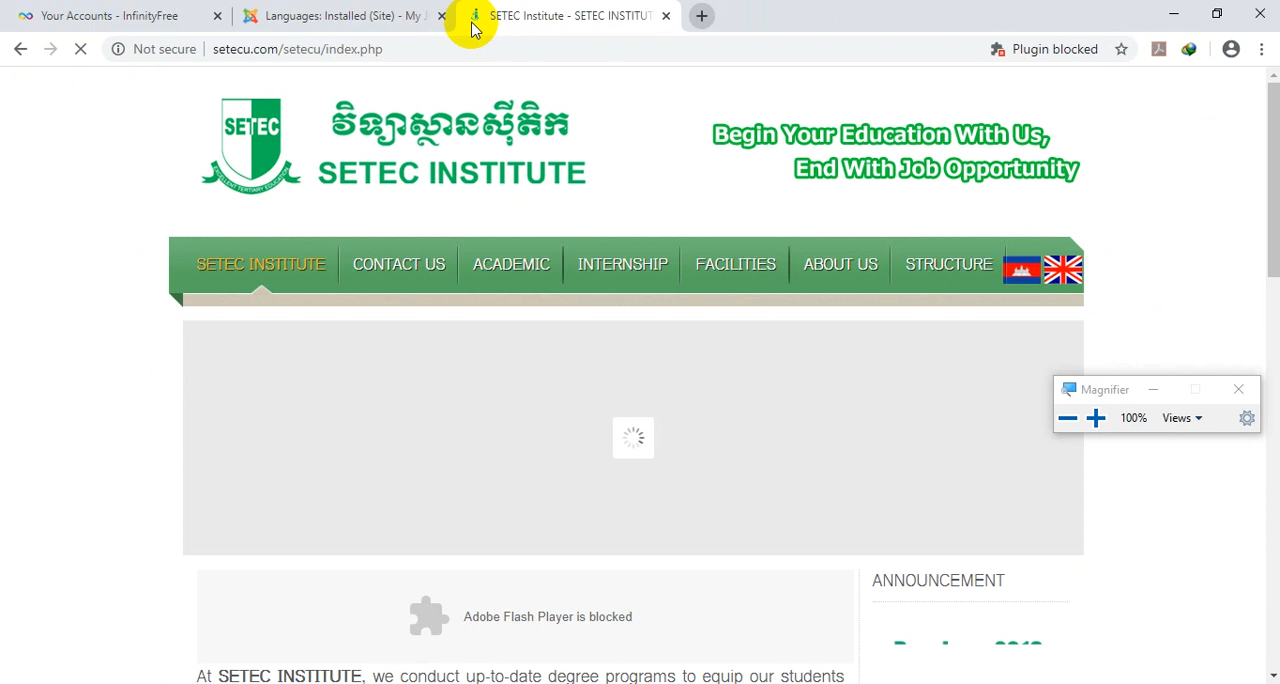 Your Accounts - InfinityFree
Languages: Installed (Site) - My J
SETEC Institute - SETEC INSTITUT
Not secure
setecu.com/setecu/index.php
Plugin blocked
SETEC
EXCELLENT TERTIARY EDUCATION
វិទ្យាស្ថានស៊ីតិក
SETEC INSTITUTE
Begin Your Education With Us,
End With Job Opportunity
SETEC INSTITUTE
CONTACT US
ACADEMIC
INTERNSHIP
FACILITIES
ABOUT US
STRUCTURE
Magnifier
100%
Views
Adobe Flash Player is blocked
ANNOUNCEMENT
At SETEC INSTITUTE, we conduct up-to-date degree programs to equip our students